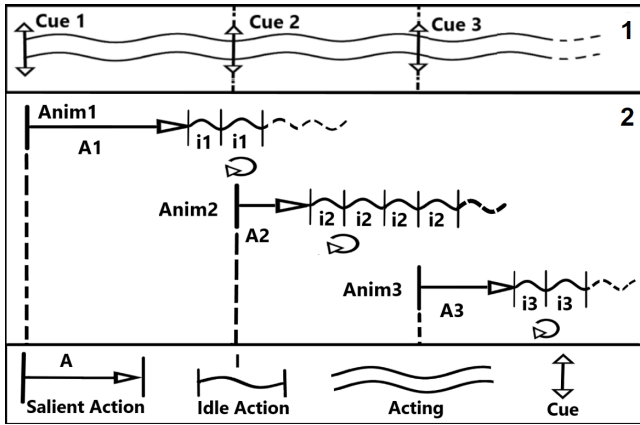 Cue 1 Cue 2 Cue 3 1
Anim1 2
A1 i1 i1
Anim2 A2 i2 i2 i2 i2
Anim3 A3 i3 i3
A
Salient Action Idle Action Acting Cue